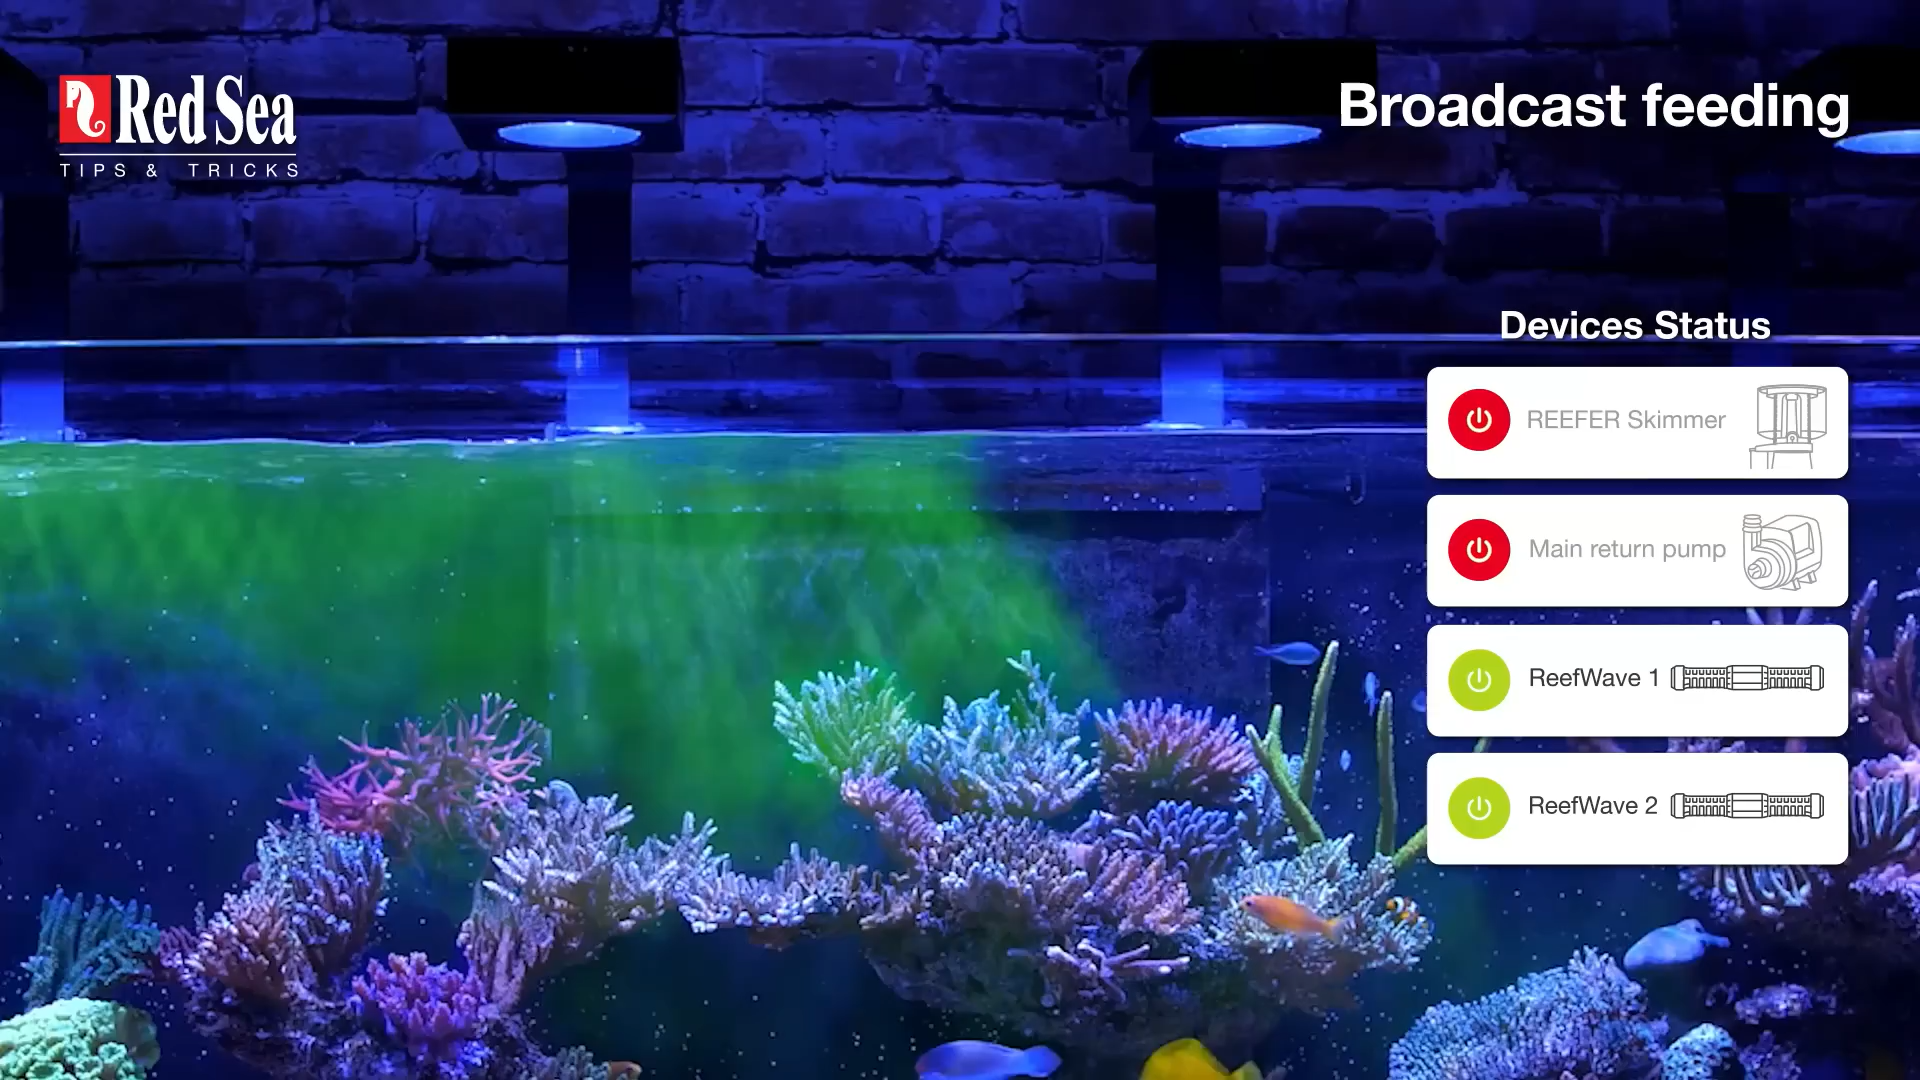 Red Sea
TIPS & TRICKS
Broadcast feeding
Devices Status
REEFER Skimmer
Main return pump
ReefWave 1
ReefWave 2